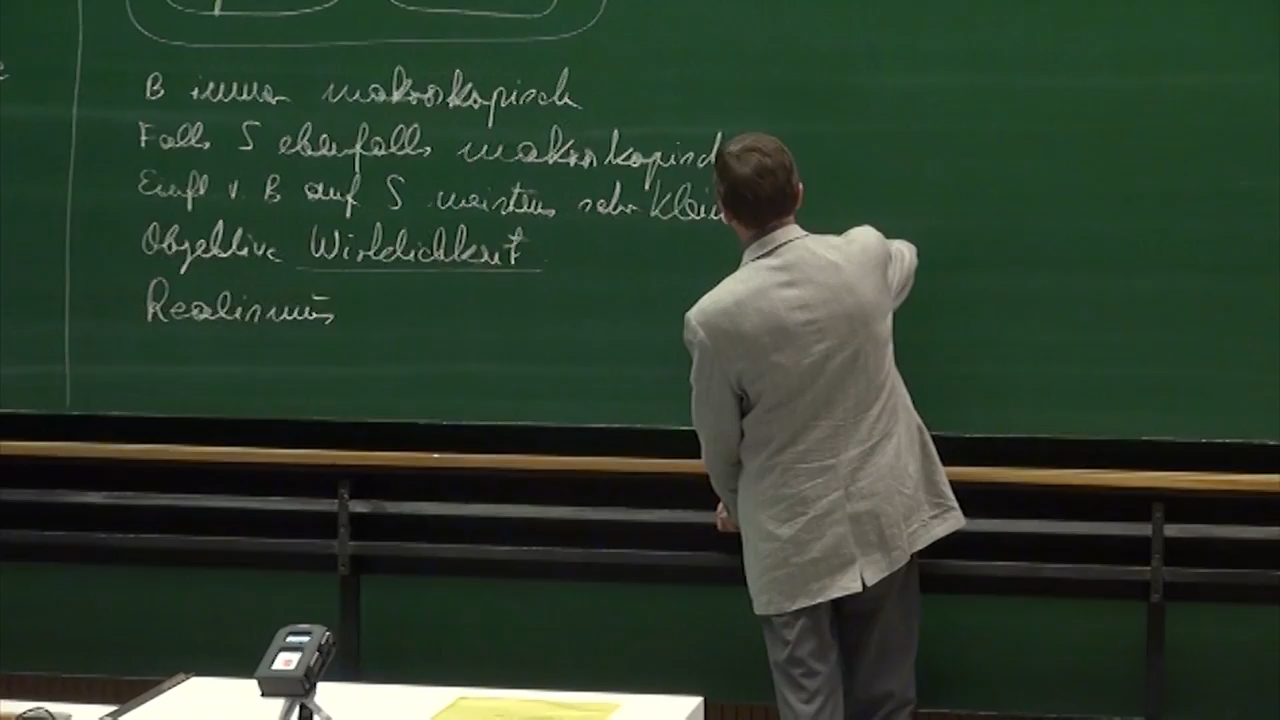 B immer makroskopisch
Falls S ebenfalls makroskopisch
Einfl v. B auf S meistens sehr klein
Objektive Wirklichkeit
Realismus